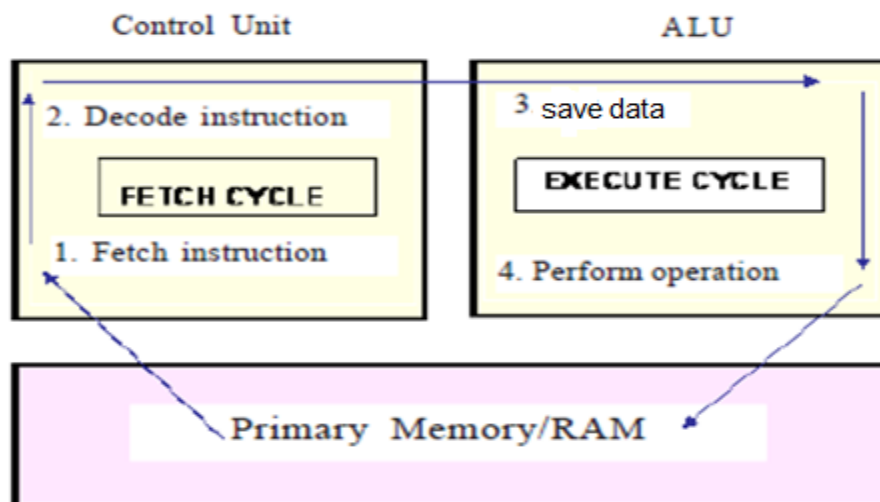 Control Unit
ALU
2. Decode instruction
FETCH CYCLE
1. Fetch instruction
3 save data
EXECUTE CYCLE
4. Perform operation
Primary Memory/RAM